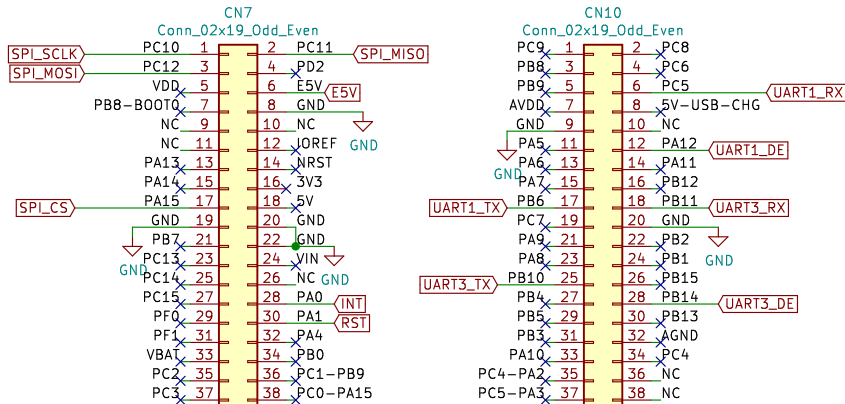 CN7
Conn_02x19_Odd_Even
SPI_SCLK PC10 1 2 PC11 SPI_MISO
SPI_MOSI PC12 3 4 PD2
VDD 5 6 E5V E5V
PB8-BOOT0 7 8 GND
NC 9 10 NC
GND
NC 11 12 IOREF
PA13 13 14 NRST
PA14 15 16 3V3
SPI_CS PA15 17 18 5V
GND 19 20 GND
PB7 21 22 GND
GND
PC13 23 24 VIN
GND
PC14 25 26 NC
PC15 27 28 PA0 INT
PF0 29 30 PA1 RST
PF1 31 32 PA4
VBAT 33 34 PB0
PC2 35 36 PC1-PB9
PC3 37 38 PC0-PA15
CN10
Conn_02x19_Odd_Even
PC9 1 2 PC8
PB8 3 4 PC6
PB9 5 6 PC5 UART1_RX
AVDD 7 8 5V-USB-CHG
GND 9 10 NC
PA5 11 12 PA12 UART1_DE
PA6 13 14 PA11
GND
PA7 15 16 PB12
UART1_TX PB6 17 18 PB11 UART3_RX
PC7 19 20 GND
PA9 21 22 PB2
GND
PA8 23 24 PB1
UART3_TX PB10 25 26 PB15
PB4 27 28 PB14 UART3_DE
PB5 29 30 PB13
PB3 31 32 AGND
PA10 33 34 PC4
PC4-PA2 35 36 NC
PC5-PA3 37 38 NC